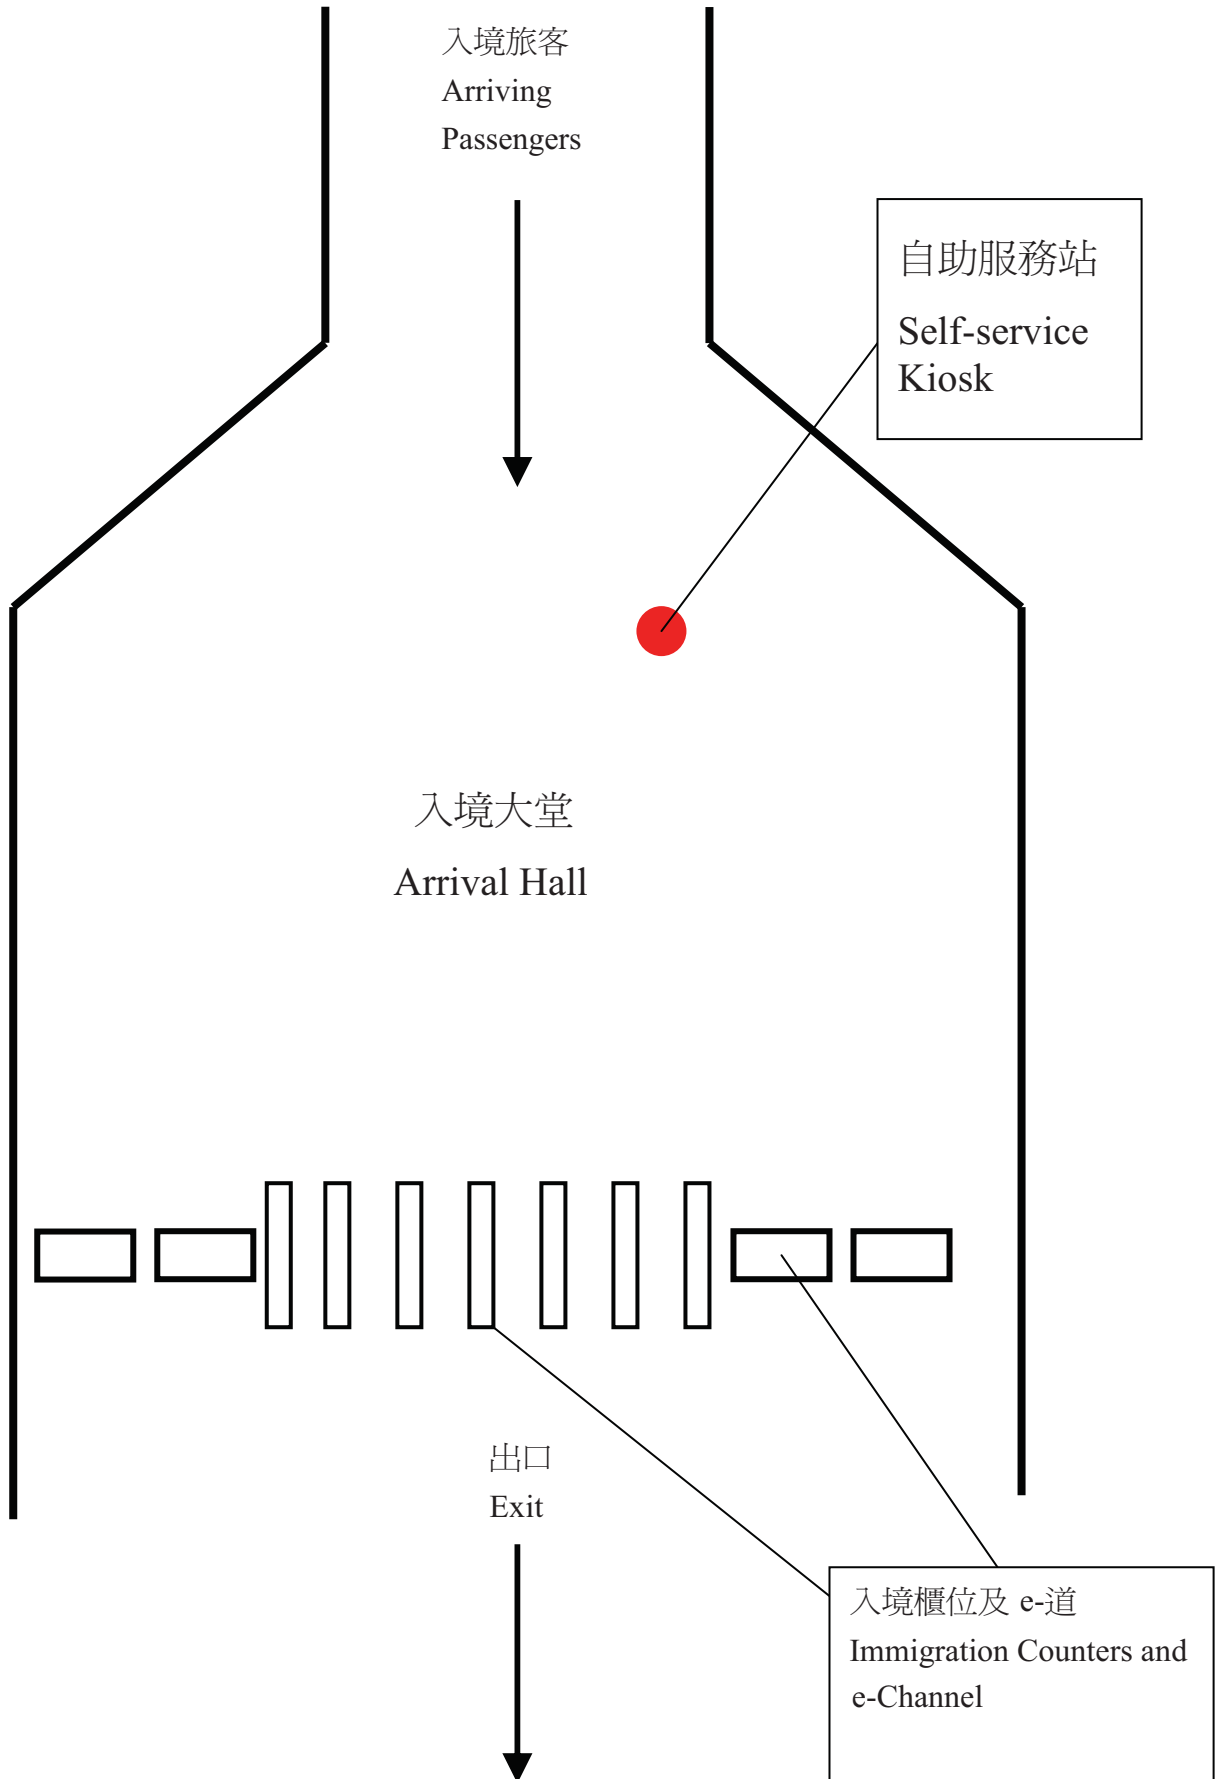 入境旅客
Arriving
Passengers
自助服務站
Self-service
Kiosk
入境大堂
Arrival Hall
出口
Exit
入境櫃位及 e-道
Immigration Counters and
e-Channel